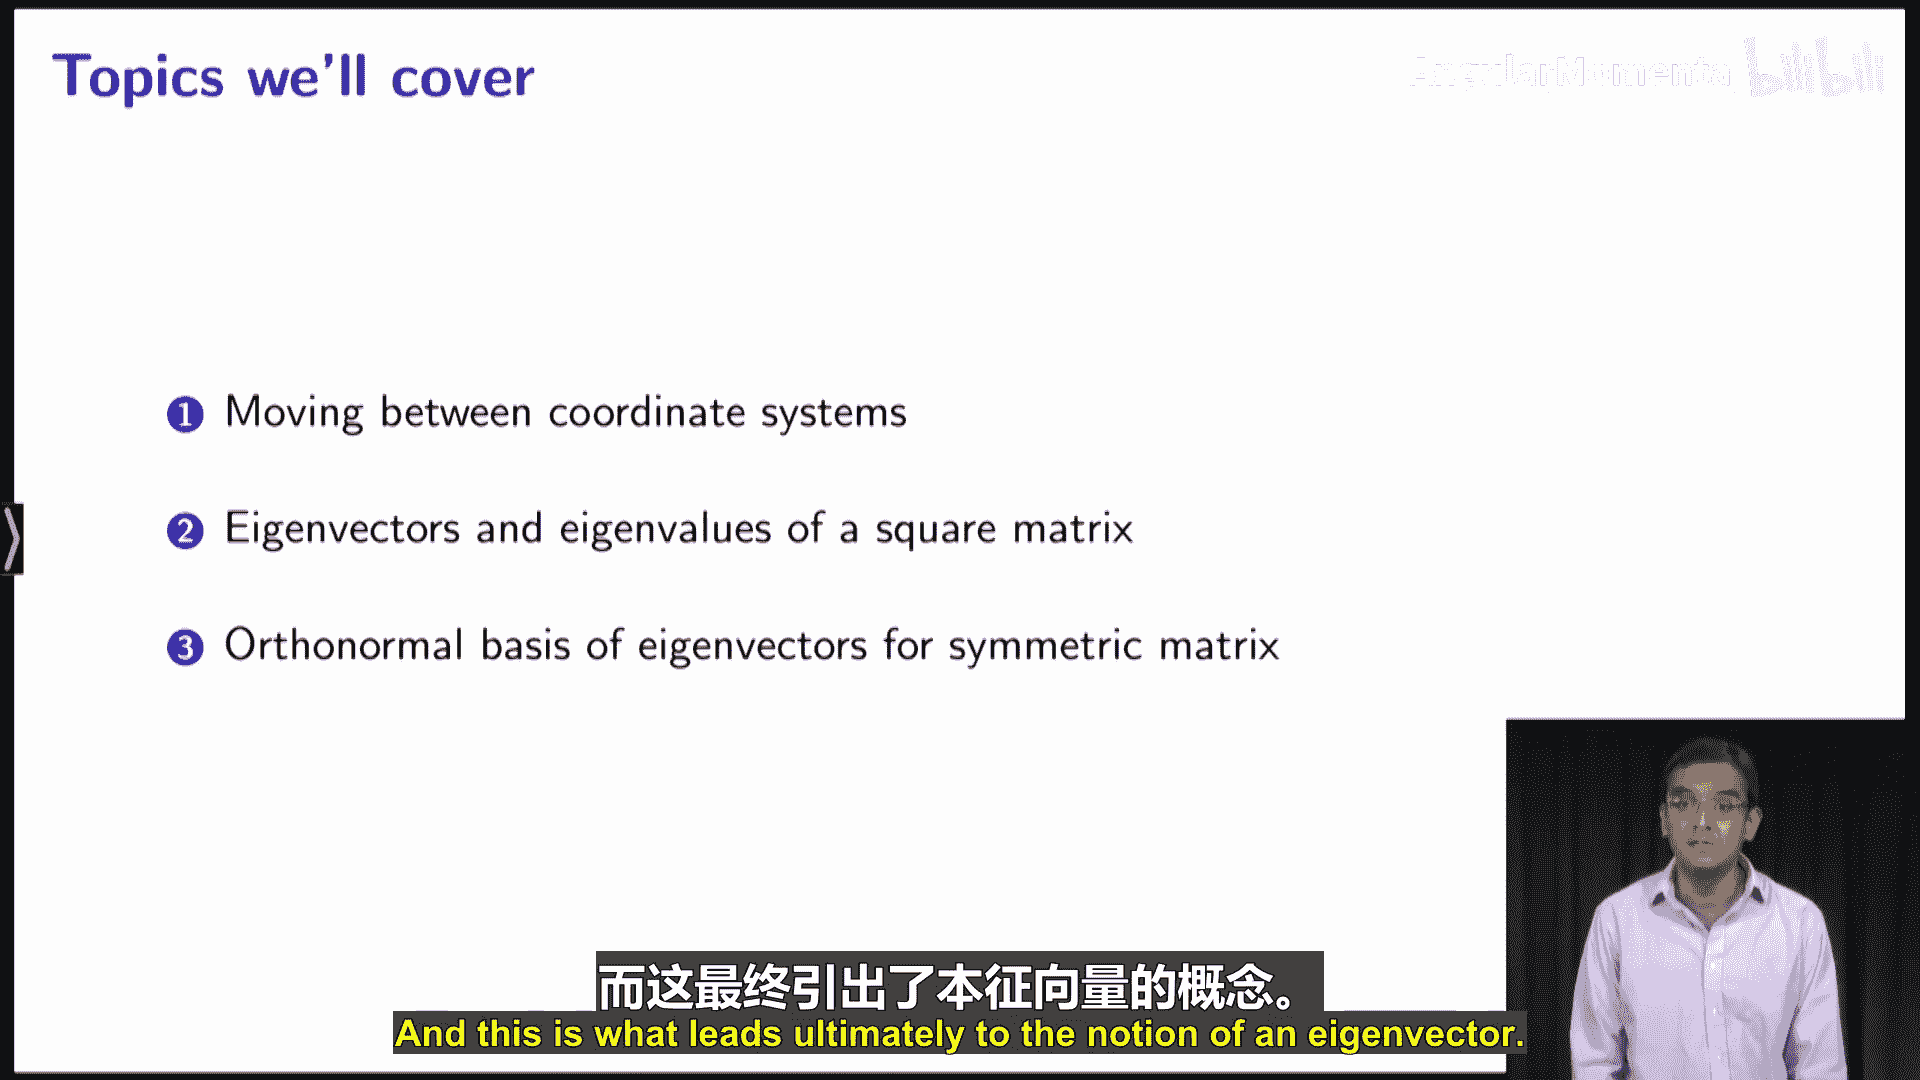 Topics we'll cover
AngularMomenta bilibili
1 Moving between coordinate systems
2 Eigenvectors and eigenvalues of a square matrix
3 Orthonormal basis of eigenvectors for symmetric matrix
而这最终引出了本征向量的概念。
And this is what leads ultimately to the notion of an eigenvector.